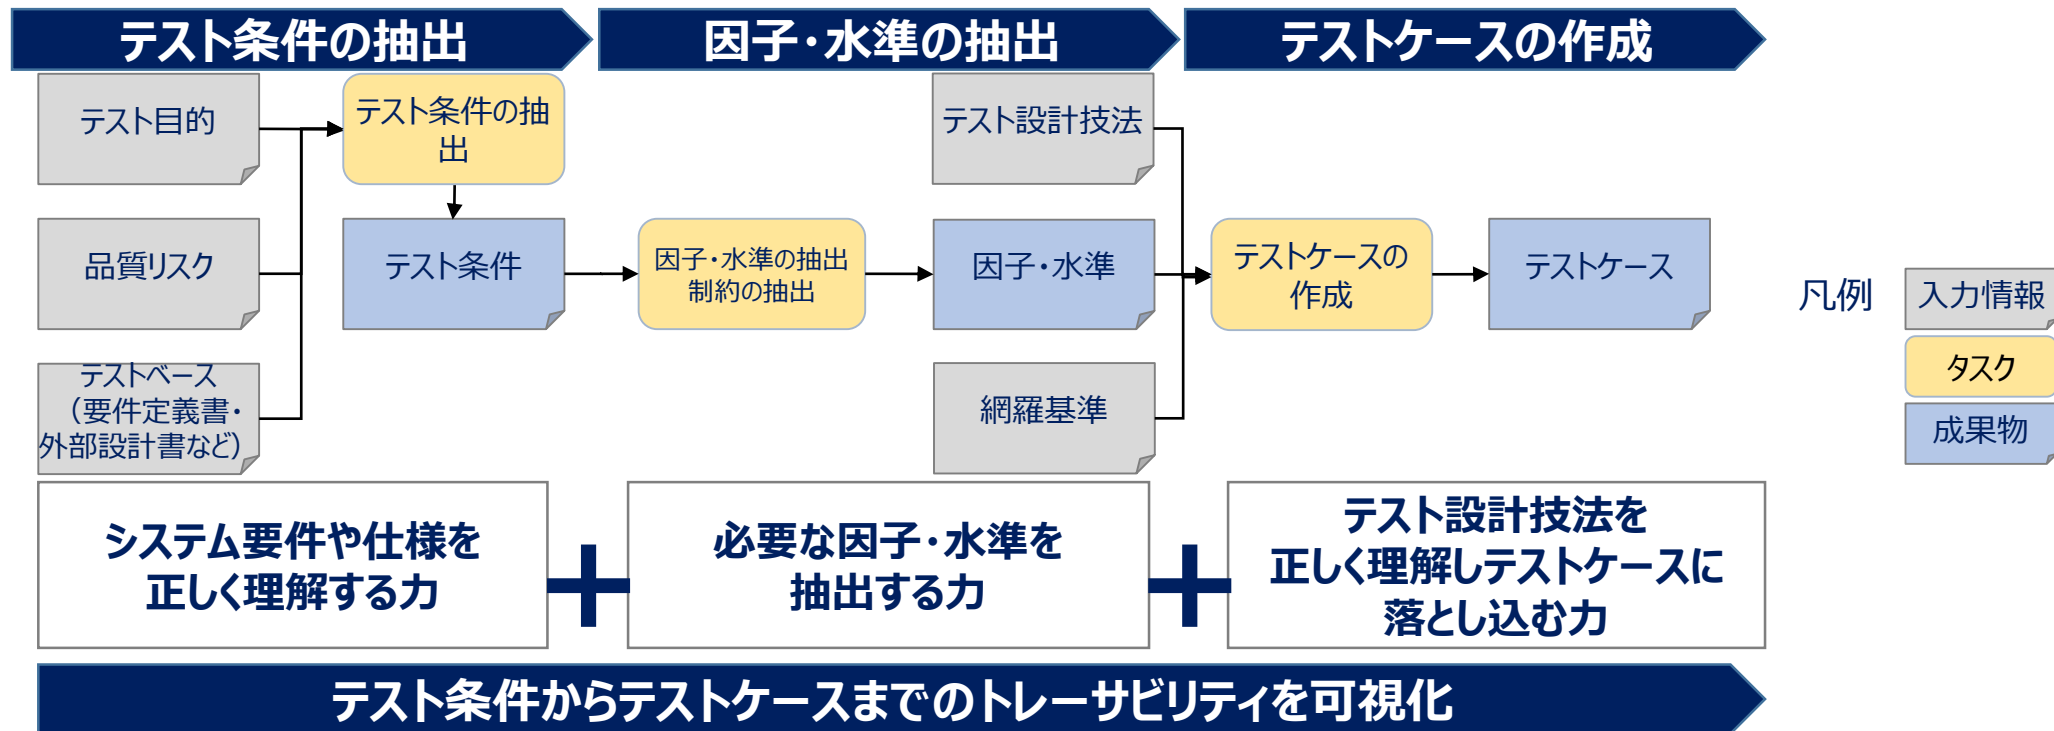 テスト条件の抽出
因子・水準の抽出
テストケースの作成
テスト目的
テスト条件の抽
出
テスト設計技法
品質リスク
テスト条件
因子・水準の抽出
制約の抽出
因子・水準
テストケースの
作成
テストケース
テストベース
（要件定義書・
外部設計書など）
網羅基準
凡例
入力情報
タスク
成果物
システム要件や仕様を
正しく理解する力
+
必要な因子・水準を
抽出する力
+
テスト設計技法を
正しく理解しテストケースに
落とし込む力
テスト条件からテストケースまでのトレーサビリティを可視化